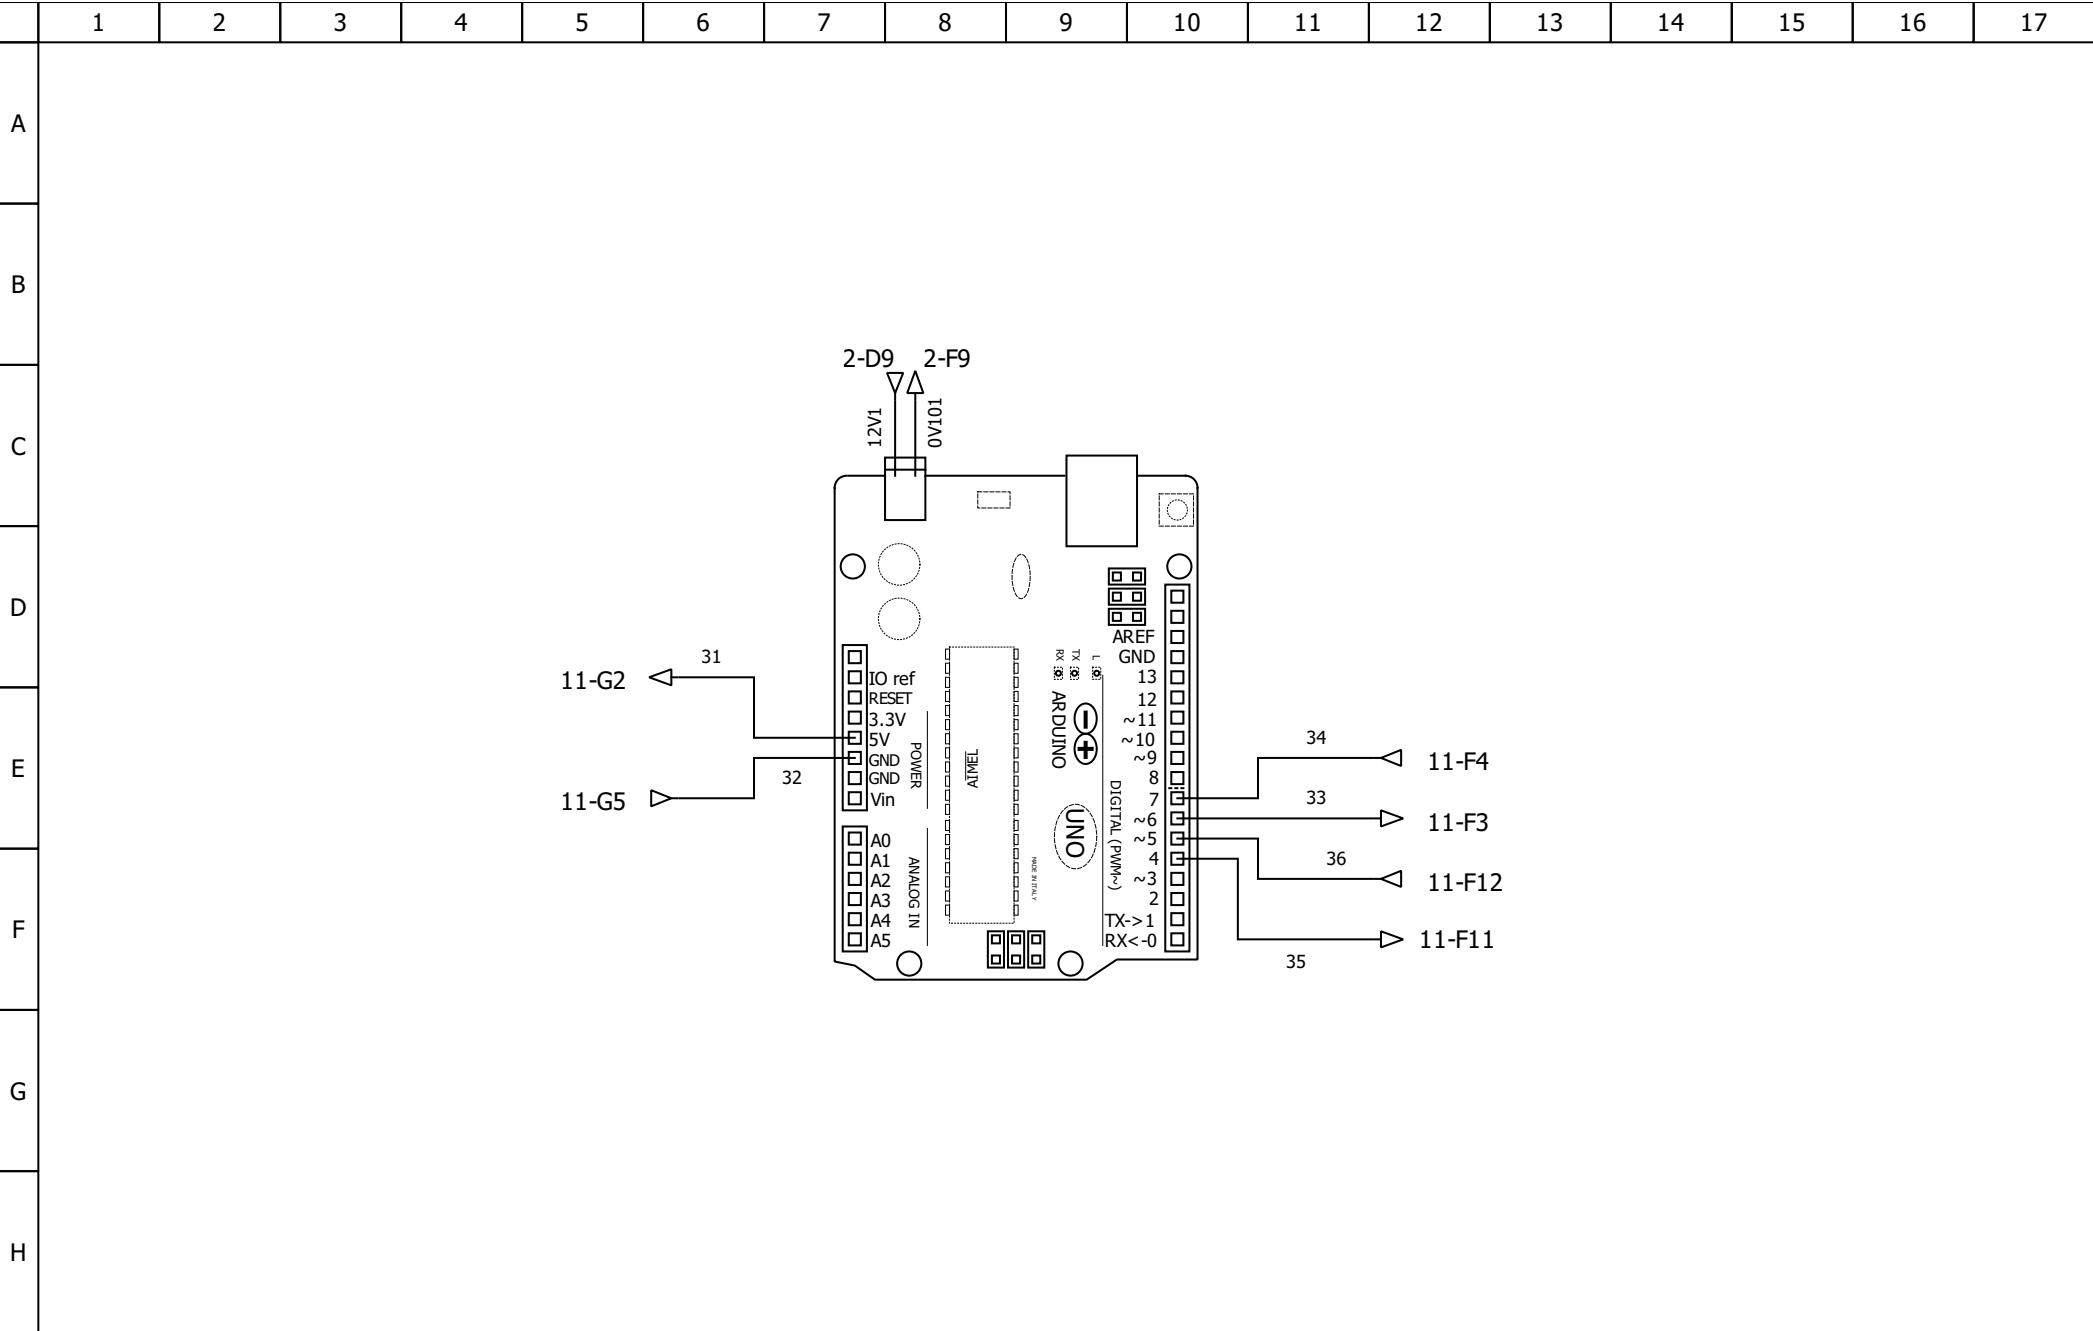 1 2 3 4 5 6 7 8 9 10 11 12 13 14 15 16 17
A
B
C
D
E
F
G
H
2-D9 2-F9
12V1
0V101
AREF
GND
13
12
~11
~10
~9
8
7
~6
~5
4
~3
2
TX->1
RX<-0
IO ref
RESET
3.3V
5V
GND
GND
Vin
A0
A1
A2
A3
A4
A5
POWER
ANALOG IN
AIMEL
RX
TX
L
ARDUINO
UNO
DIGITAL (PWM~)
MADE IN ITALY
31
11-G2
32
11-G5
34
11-F4
33
11-F3
36
11-F12
35
11-F11